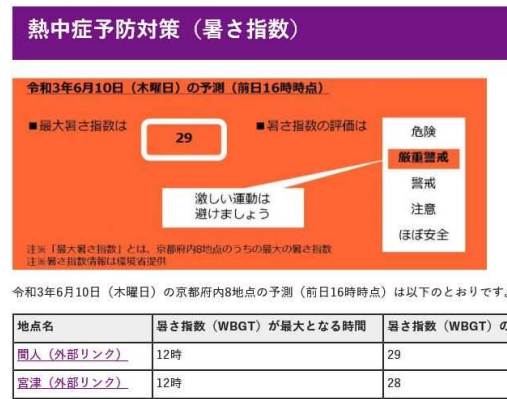 熱中症予防対策（暑さ指数）
令和3年6月10日（木曜日）の予測（前日16時時点）
■最大暑さ指数は
29
■暑さ指数の評価は
危険
厳重警戒
警戒
注意
ほぼ安全
激しい運動は
避けましょう
注※「最大暑さ指数」とは、京都府内8地点のうちの最大の暑さ指数
注※暑さ指数情報は環境省提供
令和3年6月10日（木曜日）の京都府内8地点の予測（前日16時時点）は以下のとおりです。
地点名 暑さ指数（WBGT）が最大となる時間 暑さ指数（WBGT）の
間人（外部リンク） 12時 29
宮津（外部リンク） 12時 28